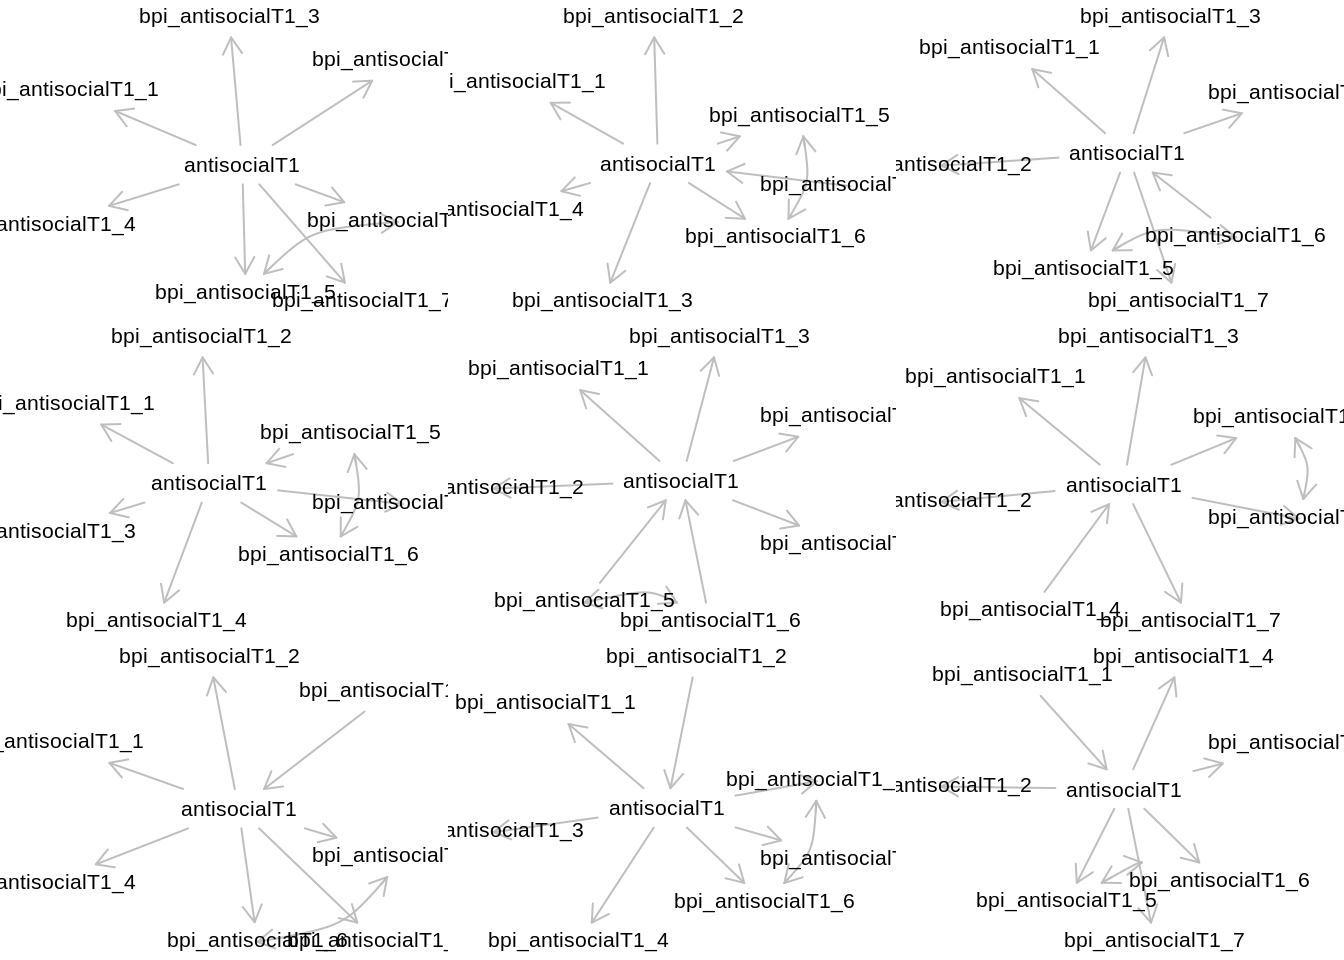 bpi_antisocialT1_3
bpi_antisocialT
pi_antisocialT1_1
antisocialT1
antisocialT1_4
bpi_antisocialT
bpi_antisocialT1_5
bpi_antisocialT1_7
bpi_antisocialT1_2
i_antisocialT1_1
bpi_antisocialT1_5
antisocialT1
bpi_antisocialT
antisocialT1_4
bpi_antisocialT1_6
bpi_antisocialT1_3
bpi_antisocialT1_3
bpi_antisocialT1_1
bpi_antisocialT
antisocialT1
antisocialT1_2
bpi_antisocialT1_6
bpi_antisocialT1_5
bpi_antisocialT1_7
bpi_antisocialT1_2
i_antisocialT1_1
bpi_antisocialT1_5
antisocialT1
bpi_antisocialT
antisocialT1_3
bpi_antisocialT1_6
bpi_antisocialT1_4
bpi_antisocialT1_3
bpi_antisocialT1_1
bpi_antisocialT
antisocialT1
antisocialT1_2
bpi_antisocialT
bpi_antisocialT1_5
bpi_antisocialT1_6
bpi_antisocialT1_3
bpi_antisocialT1_1
bpi_antisocialT1
antisocialT1
antisocialT1_2
bpi_antisocialT
bpi_antisocialT1_4
bpi_antisocialT1_7
bpi_antisocialT1_2
bpi_antisocialT1
_antisocialT1_1
antisocialT1
bpi_antisocialT
antisocialT1_4
bpi_antisocialT1_6
bpi_antisocialT1_
bpi_antisocialT1_2
bpi_antisocialT1_1
bpi_antisocialT1_
antisocialT1
antisocialT1_3
bpi_antisocialT
bpi_antisocialT1_6
bpi_antisocialT1_4
bpi_antisocialT1_4
bpi_antisocialT1_1
bpi_antisocialT
antisocialT1_2
antisocialT1
bpi_antisocialT1_6
bpi_antisocialT1_5
bpi_antisocialT1_7